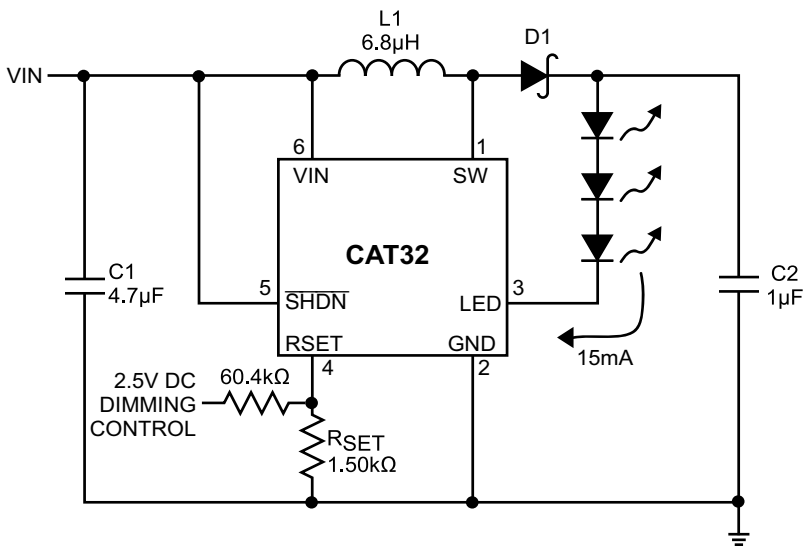 L1
6.8µH
D1
VIN
6
1
VIN
SW
CAT32
C1
4.7µF
5
SHDN
3
LED
C2
1µF
RSET
GND
4
2
15mA
2.5V DC
DIMMING
CONTROL
60.4kΩ
RSET
1.50kΩ